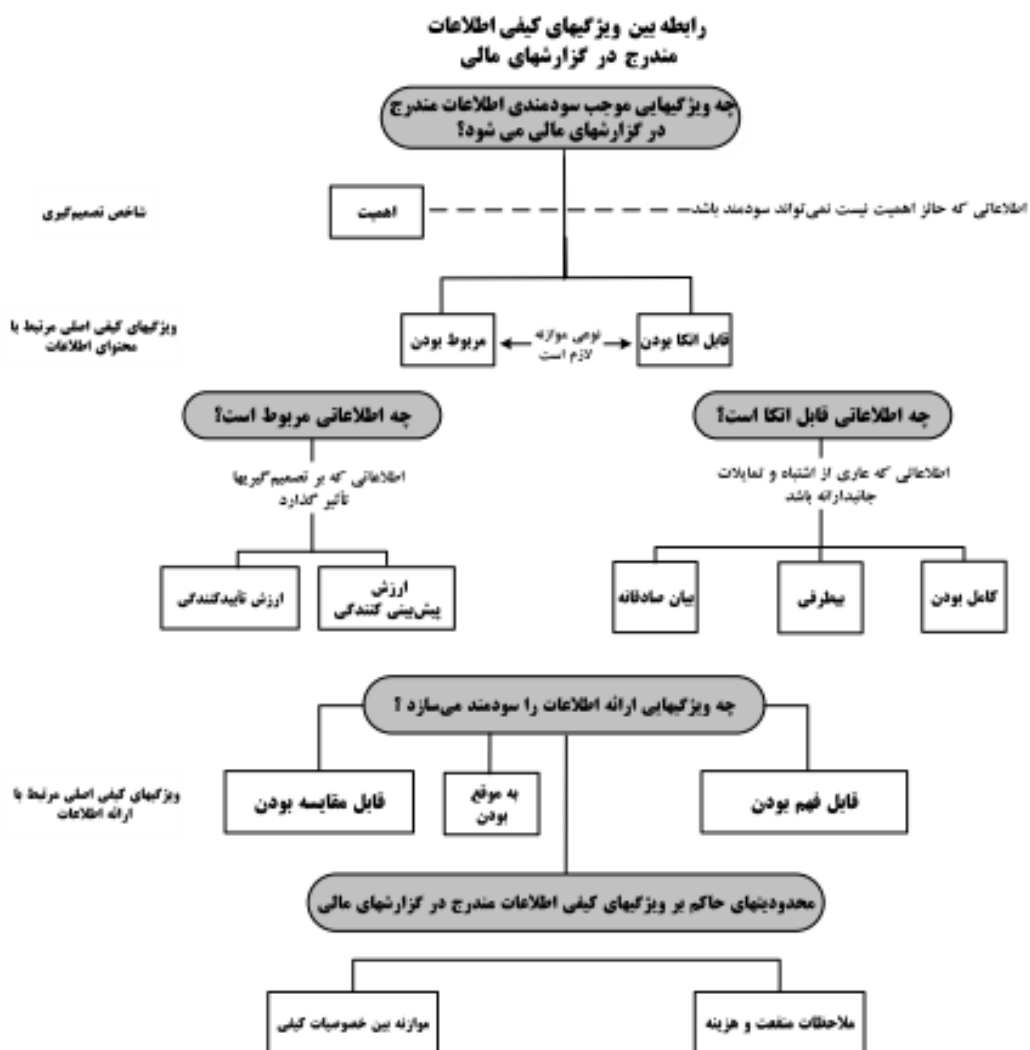 رابطه بین ویژگیهای کیفی اطلاعات
مندرج در گزارشهای مالی
چه ویژگیهایی موجب سودمندی اطلاعات مندرج
در گزارشهای مالی می شود؟
شاخص تصمیم‌گیری
اهمیت
اطلاعاتی که حائز اهمیت نیست نمی‌تواند سودمند باشد
ویژگیهای کیفی اصلی مرتبط با
محتوای اطلاعات
قابل اتکا بودن
نوعی موازنه
لازم است
مربوط بودن
چه اطلاعاتی قابل اتکا است؟
چه اطلاعاتی مربوط است؟
اطلاعاتی که عاری از اشتباه و تمایلات
جانبدارانه باشد
اطلاعاتی که بر تصمیم‌گیریها
تأثیر گذارد
کامل بودن
بیطرفی
بیان صادقانه
ارزش
پیش‌بینی کنندگی
ارزش تأییدکنندگی
چه ویژگیهایی ارائه اطلاعات را سودمند می‌سازد ؟
ویژگیهای کیفی اصلی مرتبط با
ارائه اطلاعات
قابل فهم بودن
به موقع
بودن
قابل مقایسه بودن
محدودیتهای حاکم بر ویژگیهای کیفی اطلاعات مندرج در گزارشهای مالی
ملاحظات منفعت و هزینه
موازنه بین خصوصیات کیفی